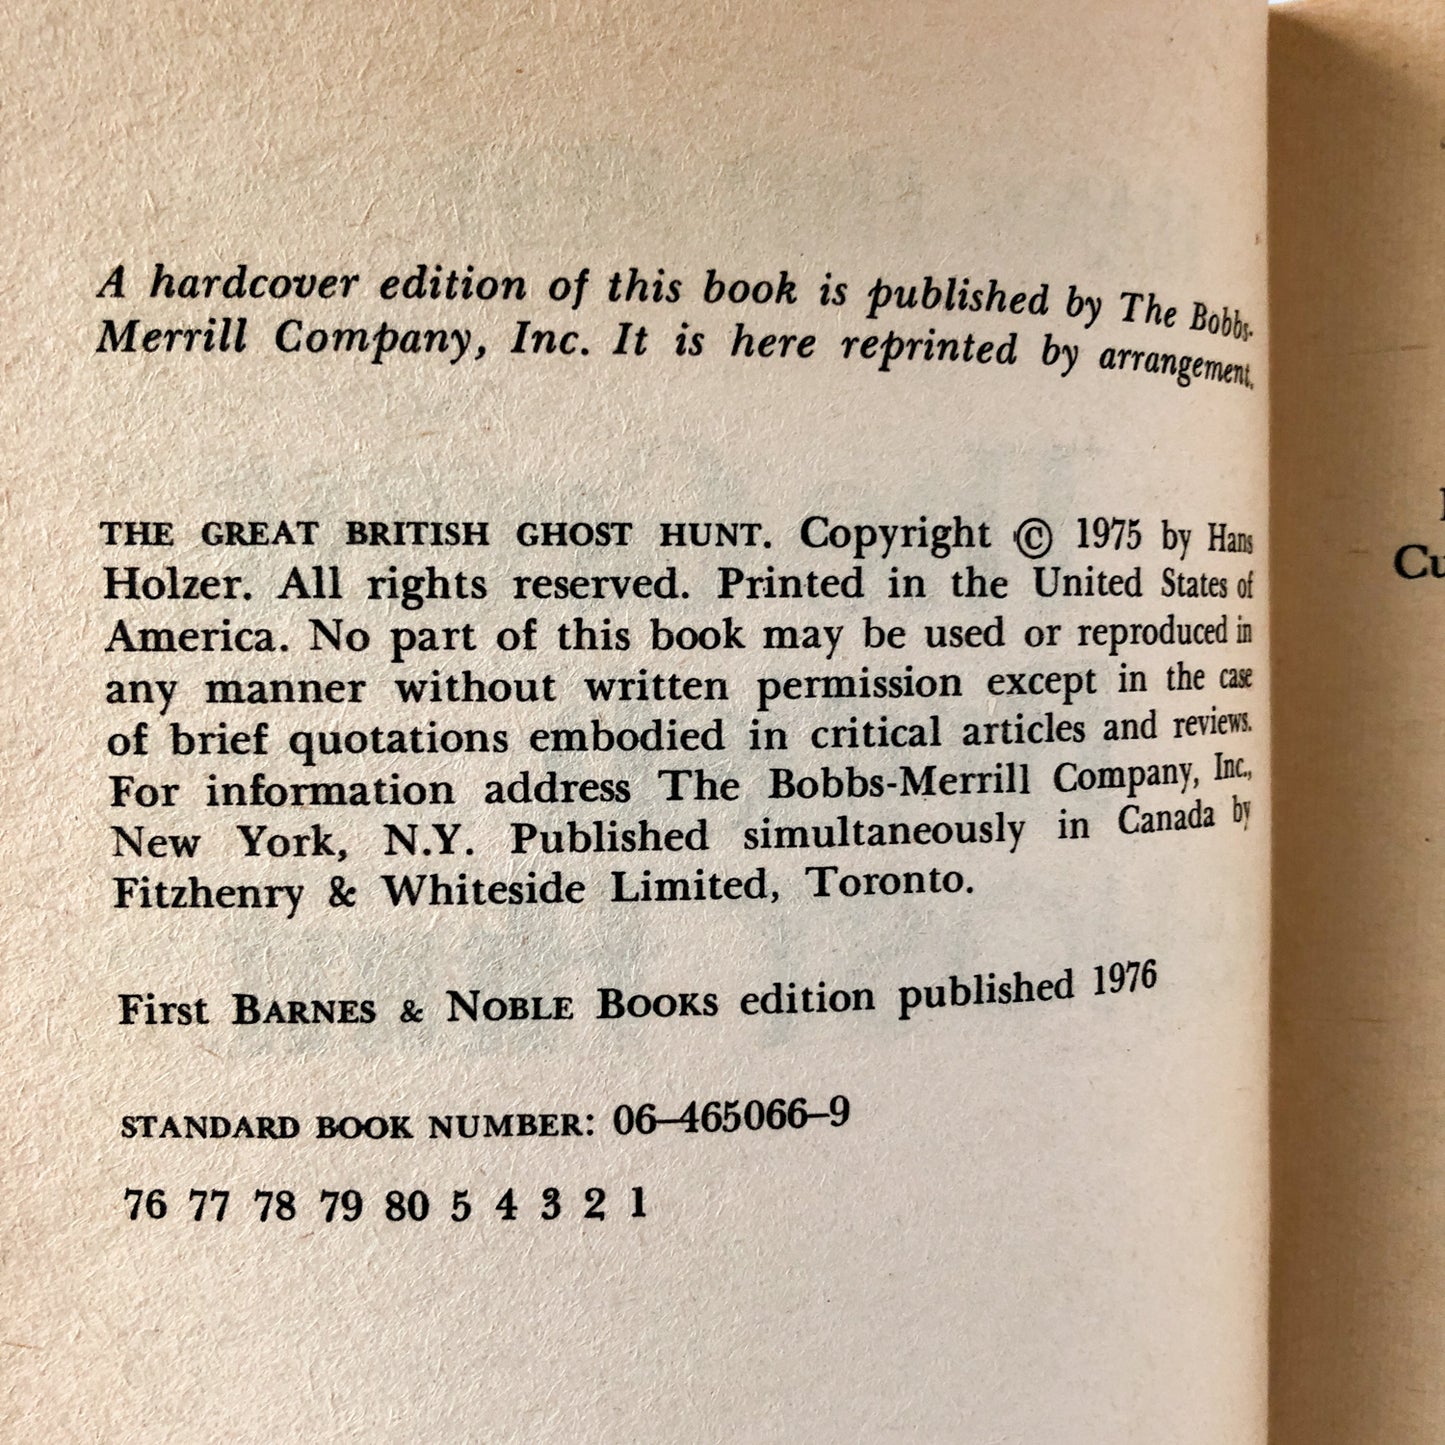 A hardcover edition of this book is published by The Bobbs-
Merrill Company, Inc. It is here reprinted by arrangement.
THE GREAT BRITISH GHOST HUNT. Copyright © 1975 by Hans
Holzer. All rights reserved. Printed in the United States of
America. No part of this book may be used or reproduced in
any manner without written permission except in the case
of brief quotations embodied in critical articles and reviews.
For information address The Bobbs-Merrill Company, Inc.,
New York, N.Y. Published simultaneously in Canada by
Fitzhenry & Whiteside Limited, Toronto.
First BARNES & NOBLE BOOKS edition published 1976
STANDARD BOOK NUMBER: 06–465066–9
76 77 78 79 80 5 4 3 2 1